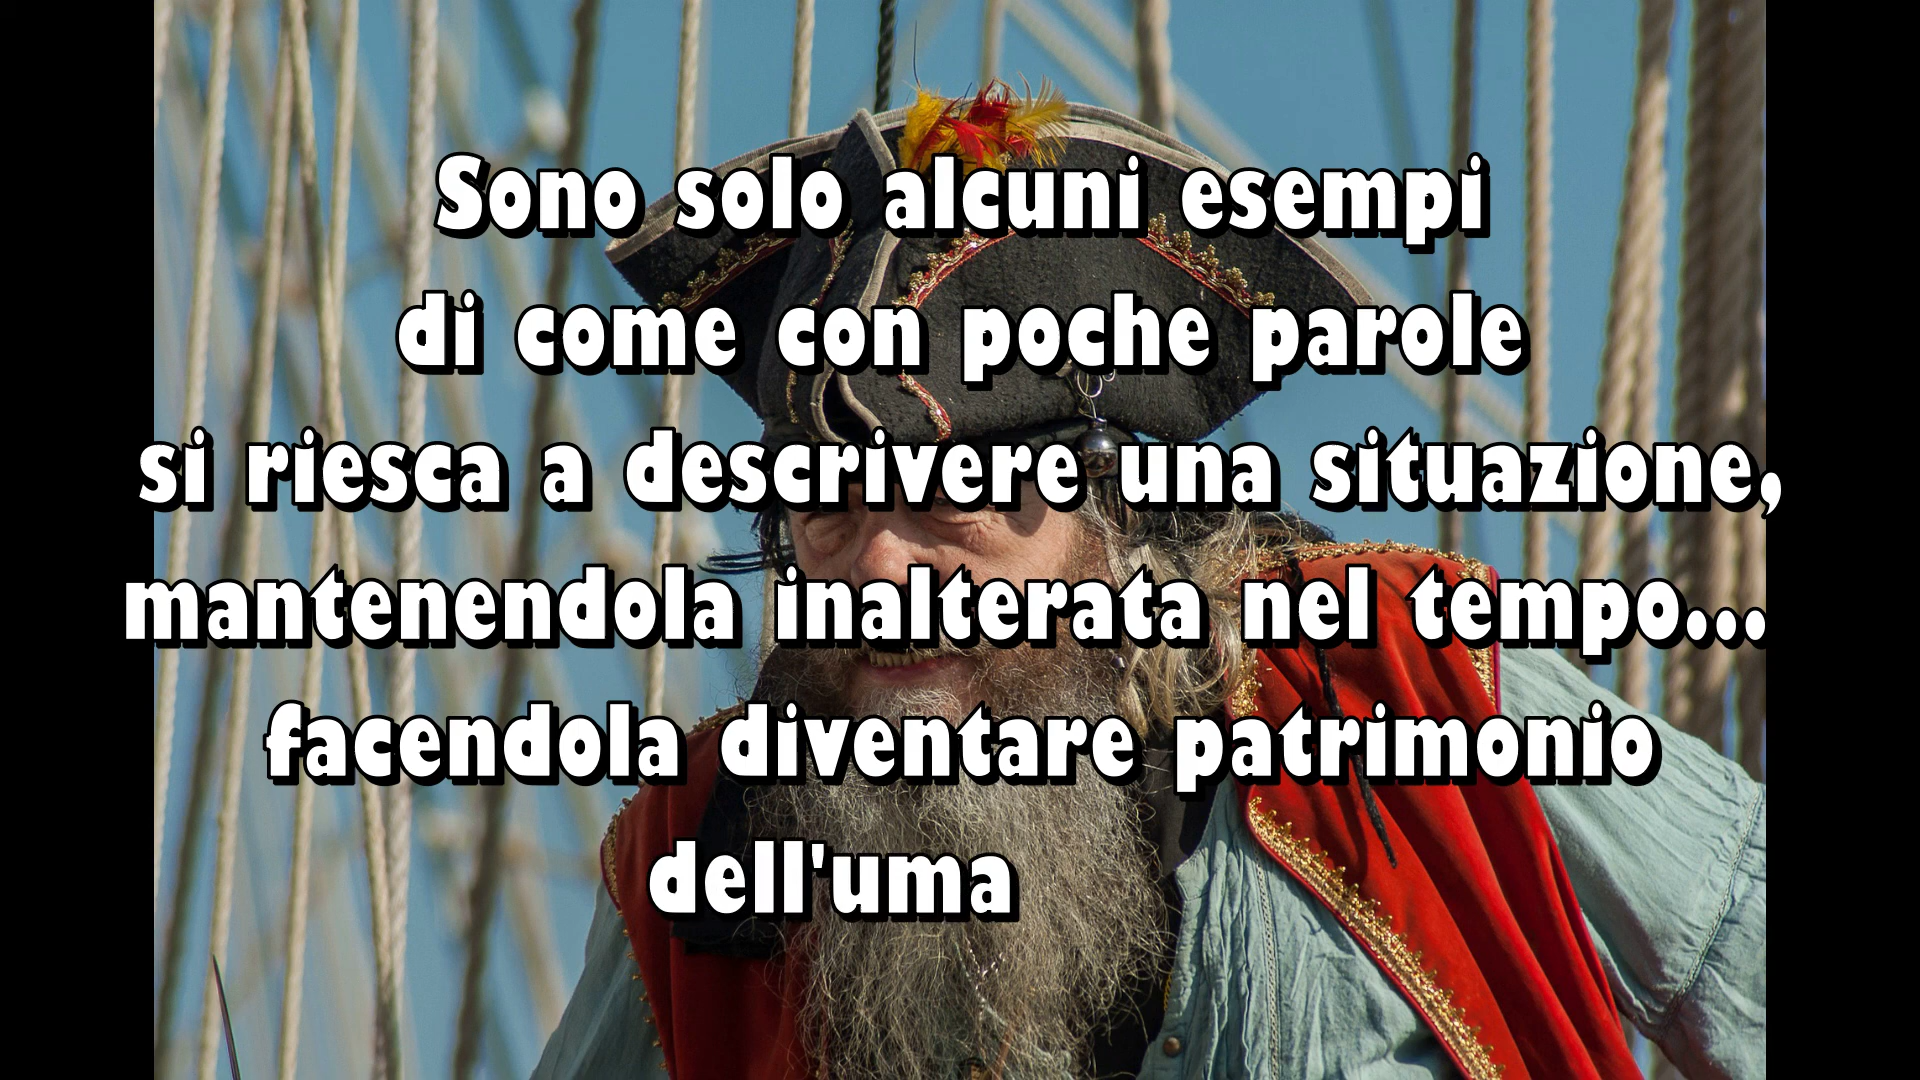 Sono solo alcuni esempi
di come con poche parole
si riesca a descrivere una situazione,
mantenendola inalterata nel tempo...
facendola diventare patrimonio
dell'uma